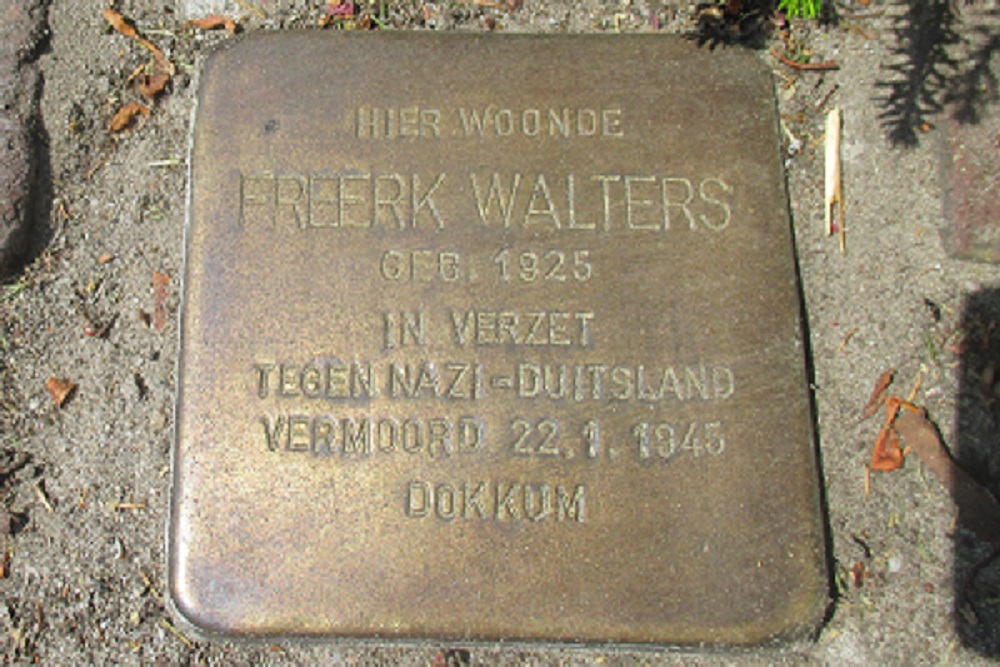 HIER WOONDE
FREERK WALTERS
GEB. 1925
IN VERZET
TEGEN NAZI-DUITSLAND
VERMOORD 22.1.1945
DOKKUM